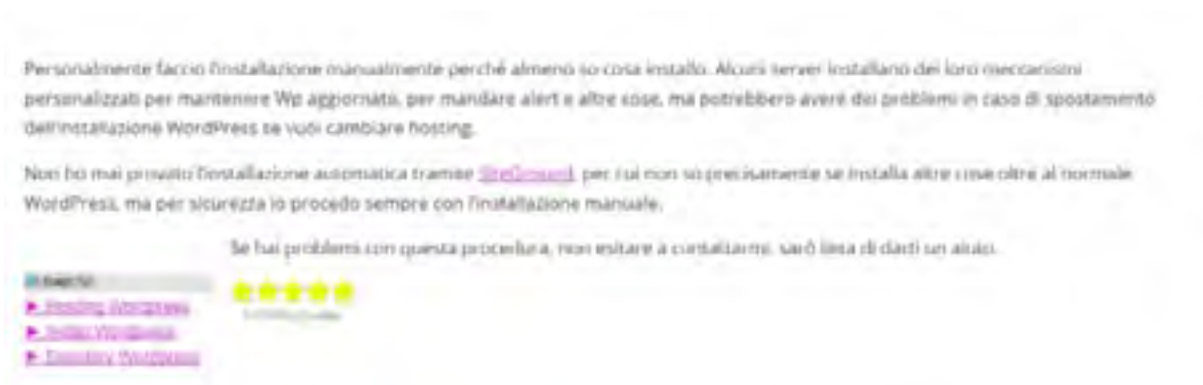 Personalmente faccio l'installazione manualmente perché almeno so cosa installo. Alcuni server installano dei loro meccanismi
personalizzati per mantenere Wp aggiornato, per mandare alert e altre cose, ma potrebbero avere dei problemi in caso di spostamento
dell'installazione WordPress se vuoi cambiare hosting.
Non ho mai provato l'installazione automatica tramite SiteGround, per cui non so precisamente se installa altre cose oltre al normale
WordPress, ma per sicurezza io procedo sempre con l'installazione manuale.
Se hai problemi con questa procedura, non esitare a contattarmi, sarò lieta di darti un aiuto.
► Hosting Wordpress
► Wordpress
► Directory Wordpress